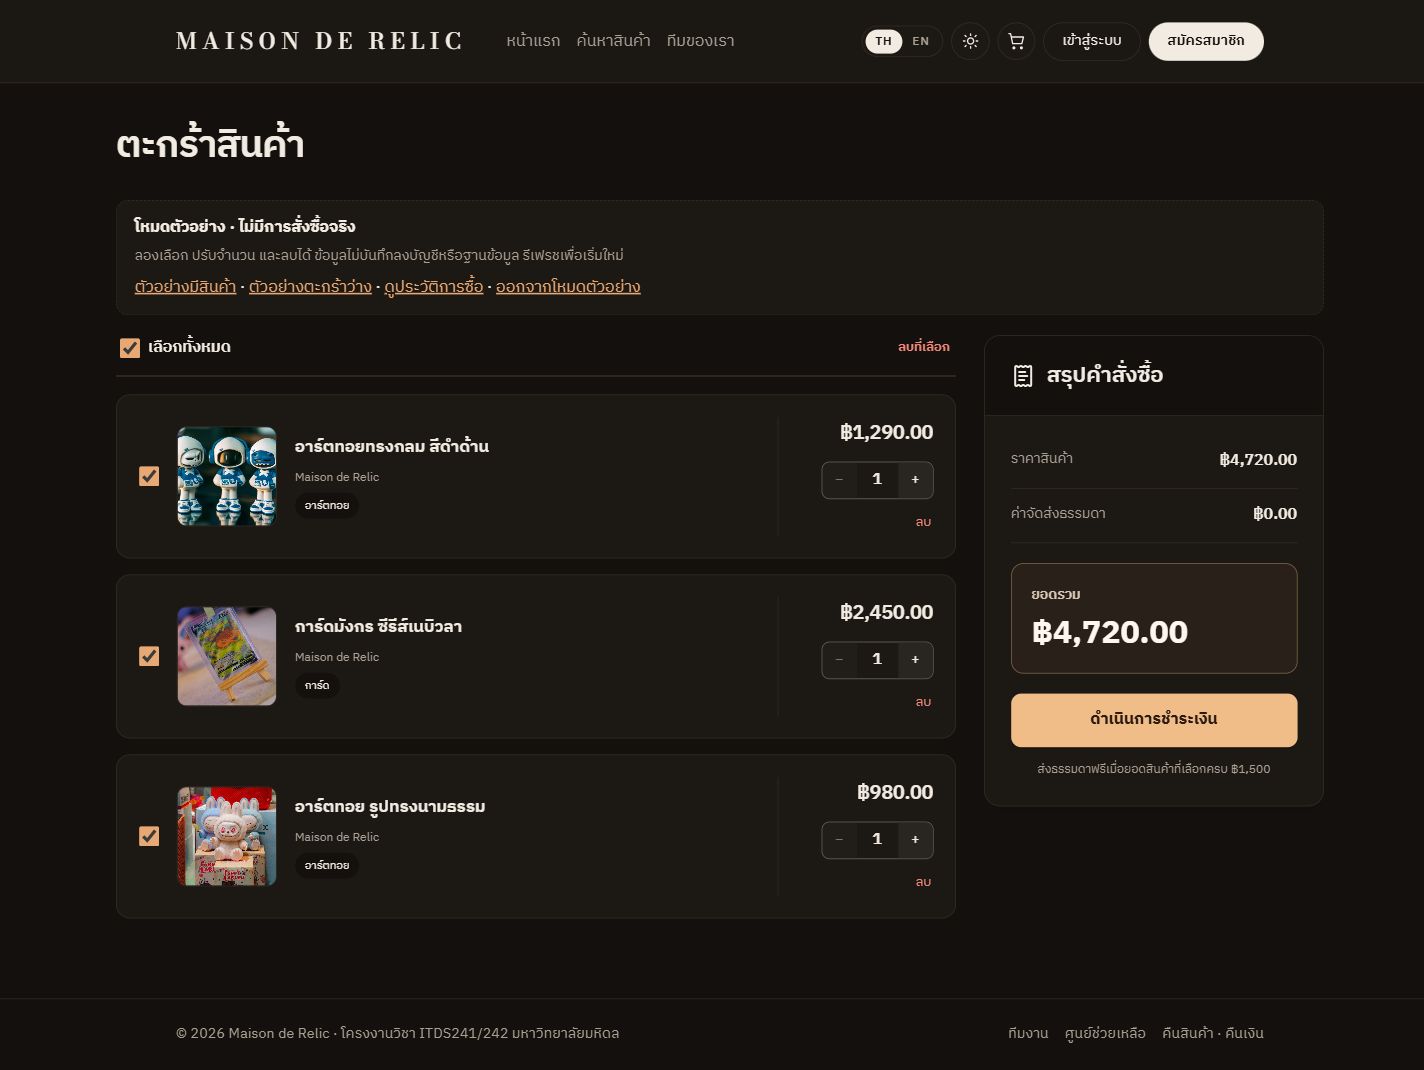 MAISON DE RELIC
หน้าแรก ค้นหาสินค้า ทีมของเรา
TH EN
เข้าสู่ระบบ
สมัครสมาชิก
ตะกร้าสินค้า
โหมดตัวอย่าง · ไม่มีการสั่งซื้อจริง
ลองเลือก ปรับจำนวน และลบได้ ข้อมูลไม่บันทึกลงบัญชีหรือฐานข้อมูล รีเฟรชเพื่อเริ่มใหม่
ตัวอย่างมีสินค้า · ตัวอย่างตะกร้าว่าง · ดูประวัติการซื้อ · ออกจากโหมดตัวอย่าง
เลือกทั้งหมด
ลบที่เลือก
อาร์ตทอยทรงกลม สีดำด้าน
Maison de Relic
อาร์ตทอย
฿1,290.00
− 1 +
ลบ
การ์ดมังกร ซีรีส์เนบิวลา
Maison de Relic
การ์ด
฿2,450.00
− 1 +
ลบ
อาร์ตทอย รูปทรงนามธรรม
Maison de Relic
อาร์ตทอย
฿980.00
− 1 +
ลบ
สรุปคำสั่งซื้อ
ราคาสินค้า ฿4,720.00
ค่าจัดส่งธรรมดา ฿0.00
ยอดรวม
฿4,720.00
ดำเนินการชำระเงิน
ส่งธรรมดาฟรีเมื่อยอดสินค้าที่เลือกครบ ฿1,500
© 2026 Maison de Relic · โครงงานวิชา ITDS241/242 มหาวิทยาลัยมหิดล
ทีมงาน ศูนย์ช่วยเหลือ คืนสินค้า · คืนเงิน